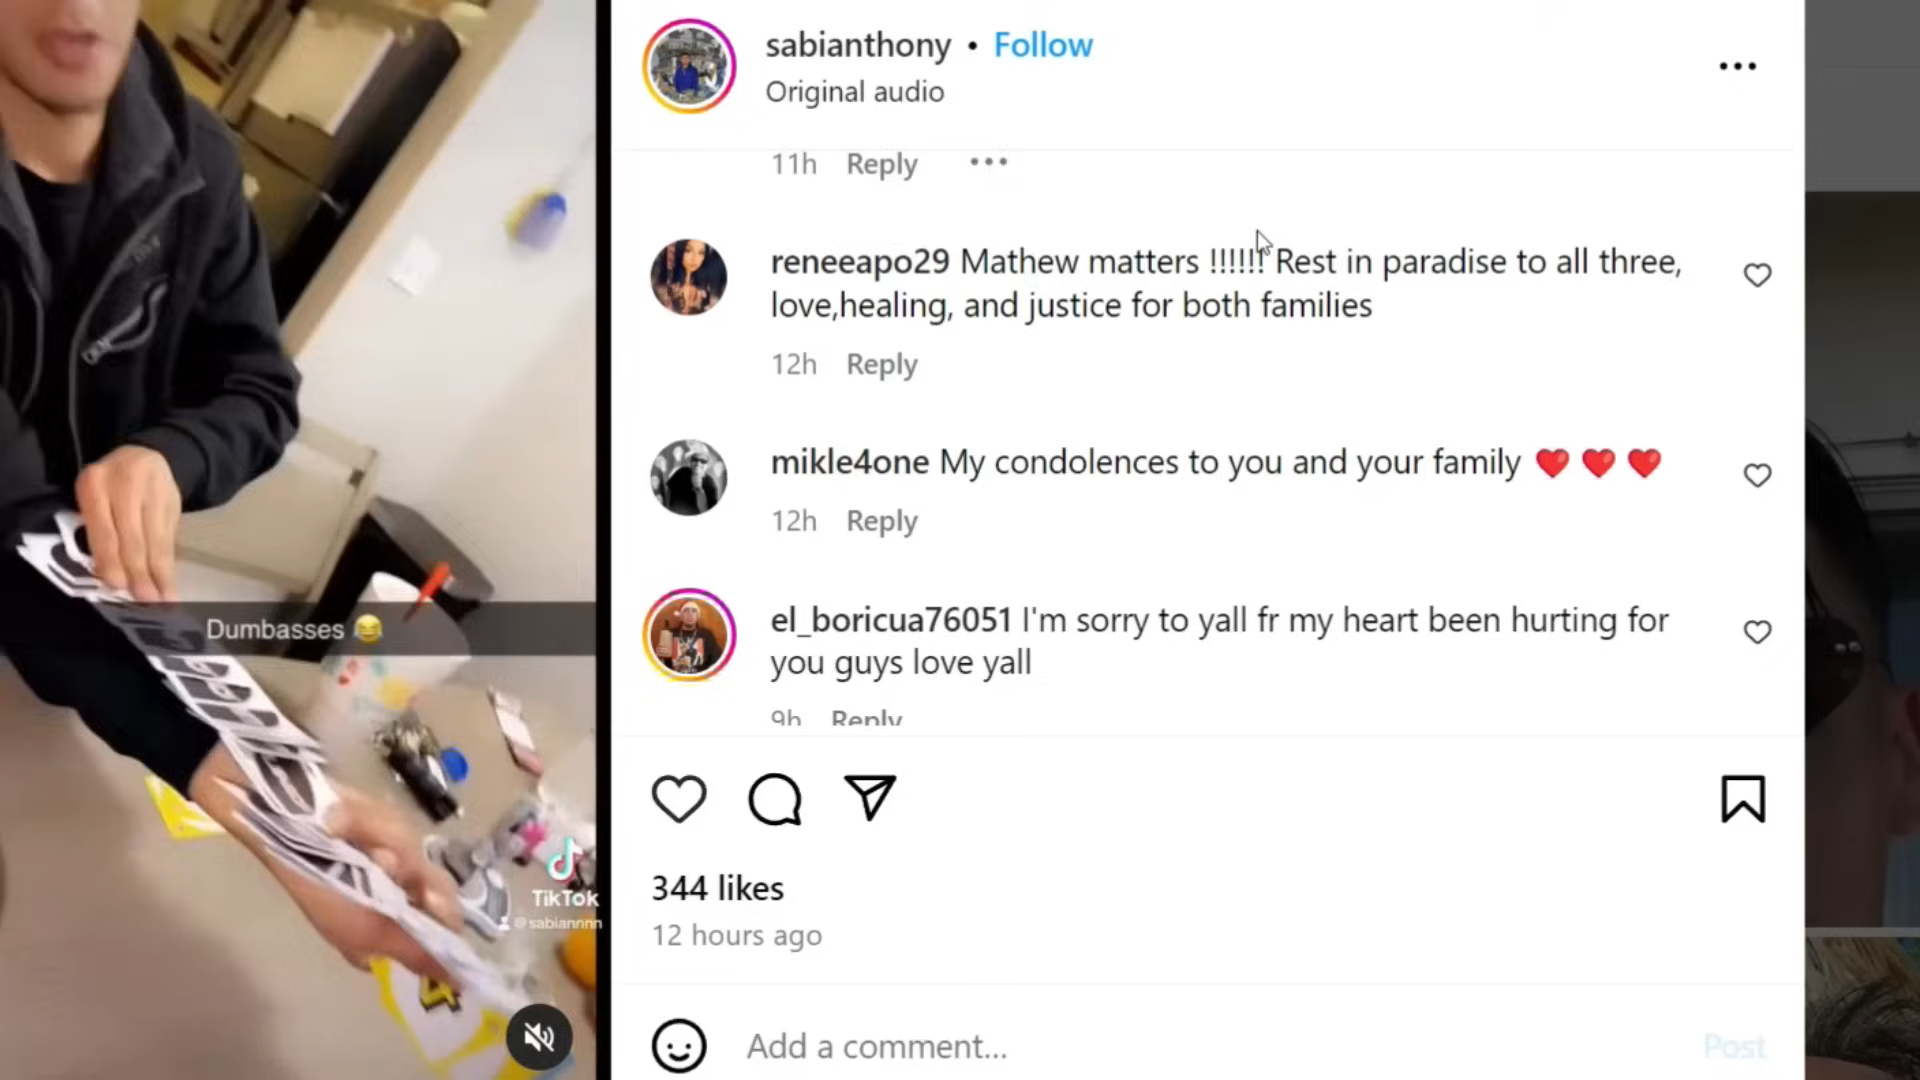 sabianthony • Follow
Original audio
11h Reply
reneeapo29 Mathew matters !!!!!! Rest in paradise to all three,
love,healing, and justice for both families
12h Reply
mikle4one My condolences to you and your family ❤️ ❤️ ❤️
12h Reply
el_boricua76051 I'm sorry to yall fr my heart been hurting for
you guys love yall
9h Reply
344 likes
12 hours ago
Add a comment...
Post
Dumbasses 😂
TikTok
@sabiannnn